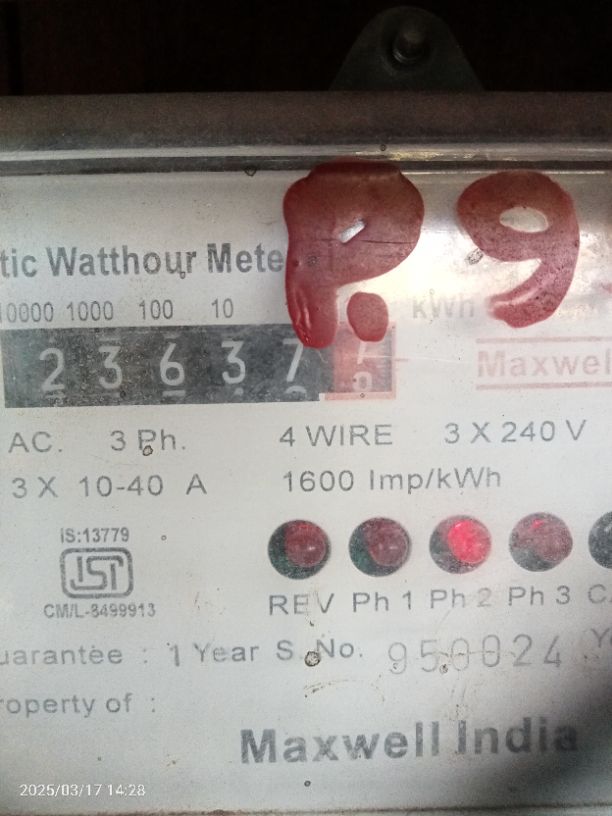 P. 9
tic Watthour Mete
10000 1000 100 10 kWh
2 3 6 3 7
Maxwel
AC. 3 Ph. 4 WIRE 3 X 240 V
3 X 10-40 A 1600 Imp/kWh
IS:13779
ISI
CM/L-8499913
REV Ph 1 Ph 2 Ph 3 C
uarantee : 1 Year S. No. 950024 Y
roperty of :
Maxwell India
2025/03/17 14:28